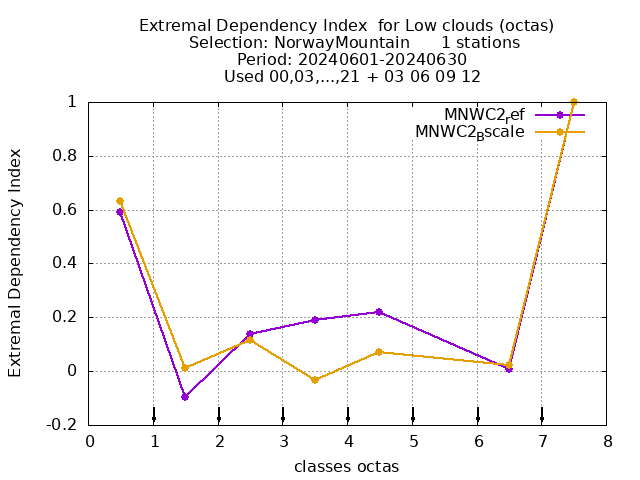 Extremal Dependency Index  for Low clouds (octas)
Selection: NorwayMountain      1 stations
Period: 20240601-20240630
Used 00,03,...,21 + 03 06 09 12
MNWC2ref
MNWC2Bscale
1
0.8
0.6
0.4
0.2
0
-0.2
Extremal Dependency Index
0 1 2 3 4 5 6 7 8
classes octas